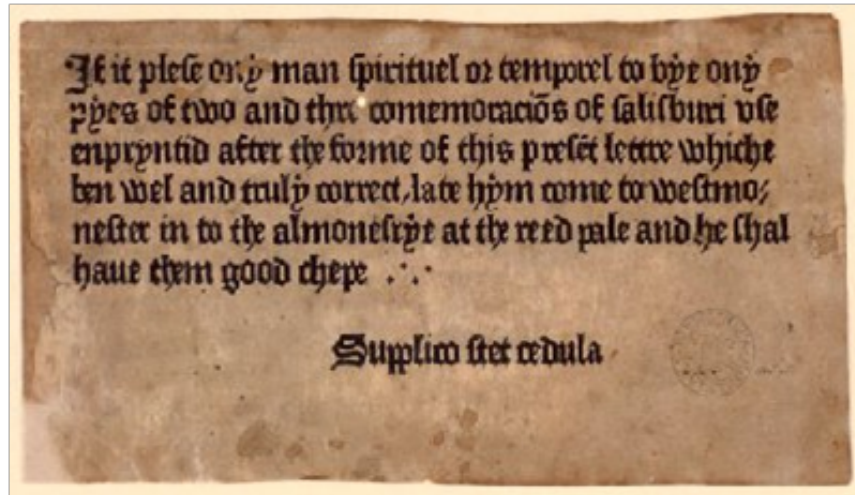 If it plese ony man spirituel or temporel to bye ony
pyes of two and thre comemoraciõs of salisburi vse
enpryntid after the forme of this presẽt lettre whiche
ben wel and truly correct, late hym come to westmo⸗
nester in to the almonesrye at the reed pale and he shal
haue them good chepe .·.
Supplico stet cedula